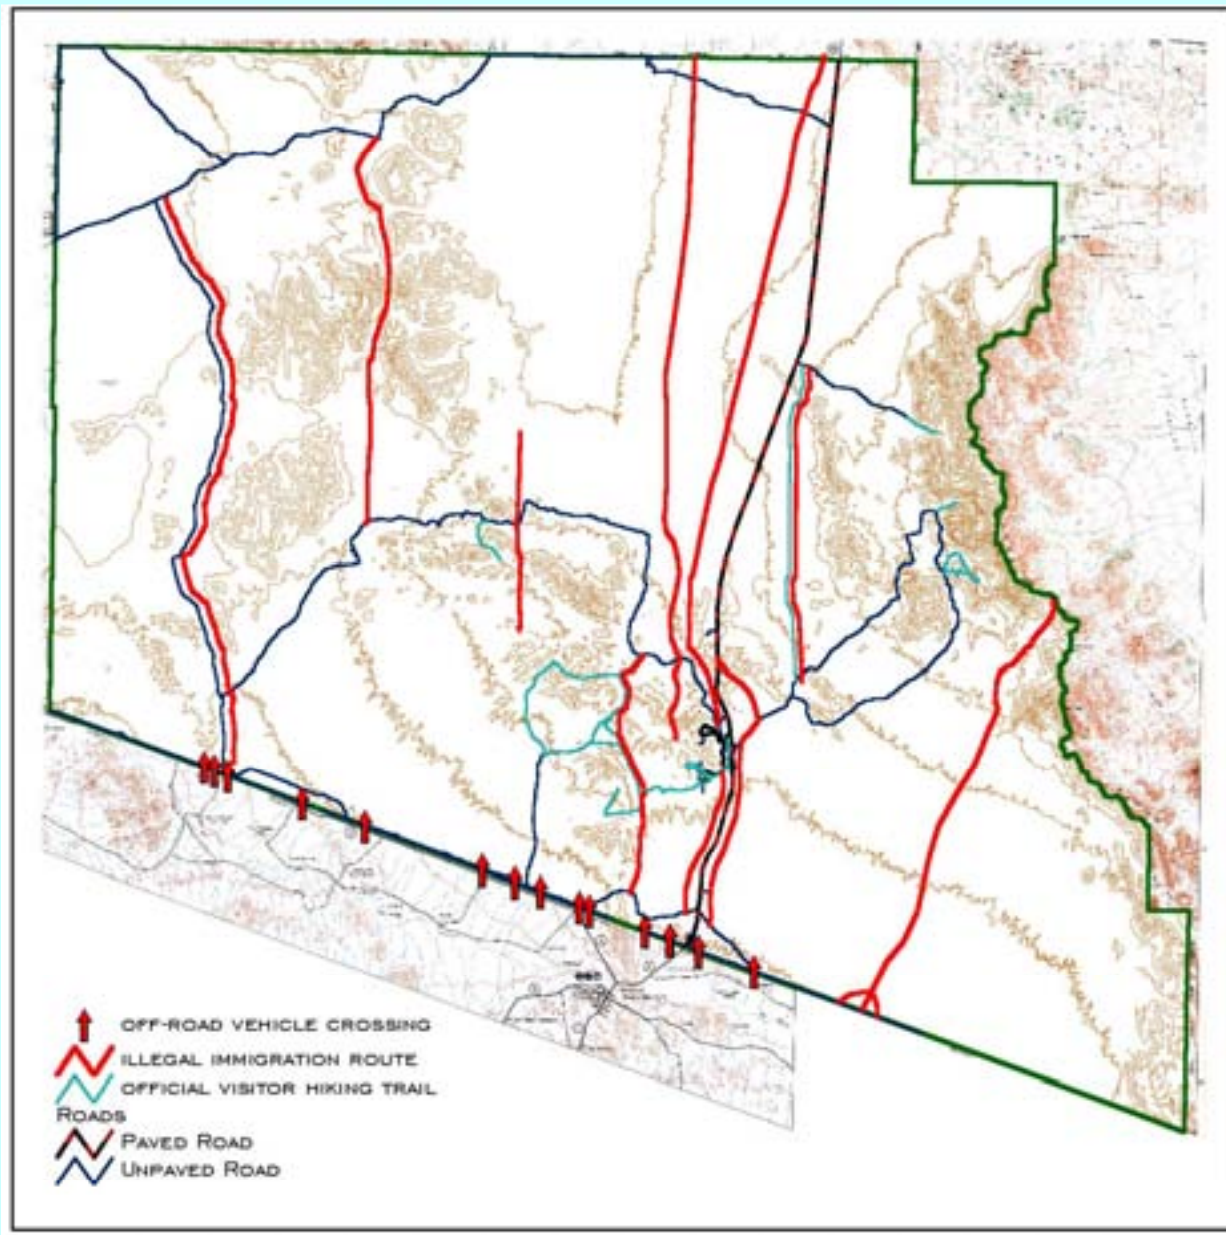 OFF-ROAD VEHICLE CROSSING
ILLEGAL IMMIGRATION ROUTE
OFFICIAL VISITOR HIKING TRAIL
ROADS
PAVED ROAD
UNPAVED ROAD